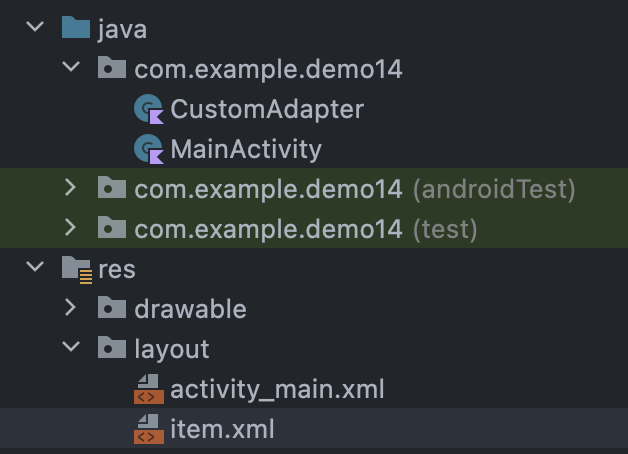 java
com.example.demo14
CustomAdapter
MainActivity
com.example.demo14 (androidTest)
com.example.demo14 (test)
res
drawable
layout
activity_main.xml
item.xml